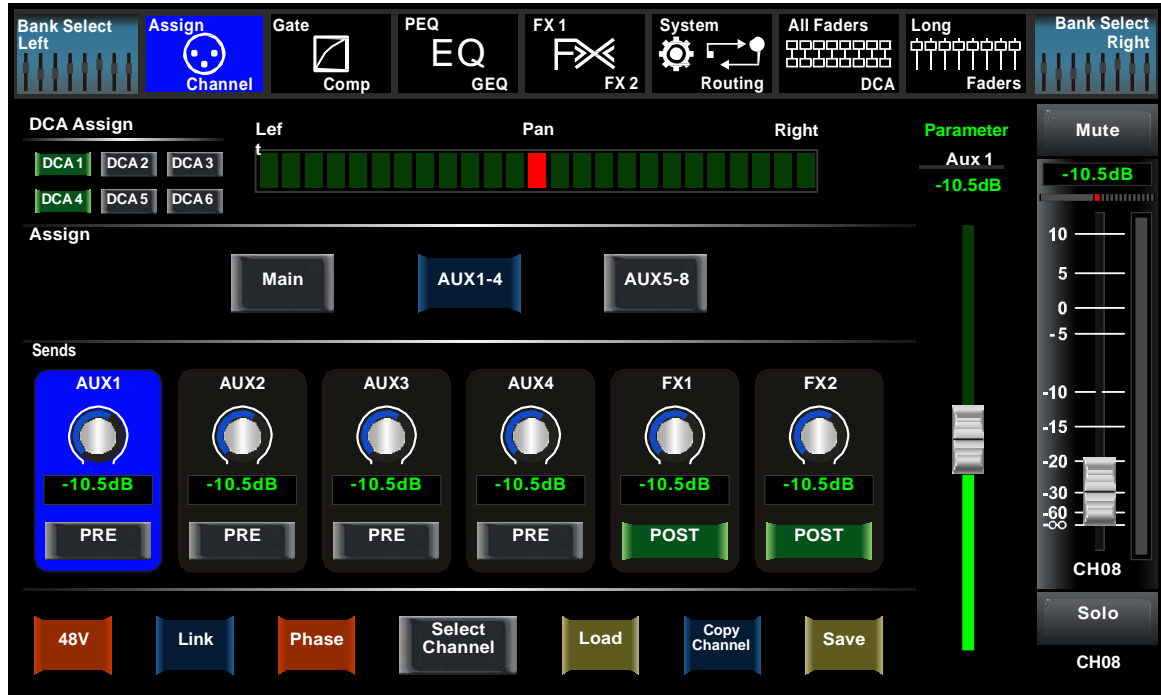 Bank Select
Left
Assign
Channel
Gate
Comp
PEQ
EQ
GEQ
FX 1
FX
FX 2
System
Routing
All Faders
DCA
Long
Faders
Bank Select
Right
DCA Assign
DCA 1 DCA 2 DCA 3
DCA 4 DCA 5 DCA 6
Lef
t
Pan
Right
Parameter
Aux 1
-10.5dB
Mute
-10.5dB
10
5
0
-5
-10
-15
-20
-30
-60
-∞
CH08
Assign
Main
AUX1-4
AUX5-8
Sends
AUX1 AUX2 AUX3 AUX4 FX1 FX2
-10.5dB -10.5dB -10.5dB -10.5dB -10.5dB -10.5dB
PRE PRE PRE PRE POST POST
48V
Link
Phase
Select
Channel
Load
Copy
Channel
Save
Solo
CH08